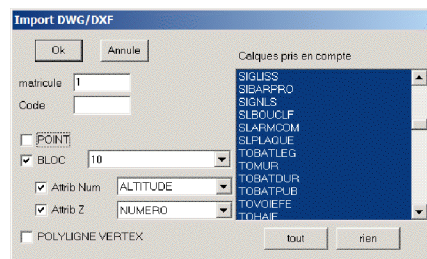 Import DWG/DXF
Ok
Annule
Calques pris en compte
matricule 1
Code
POINT
BLOC 10
Attrib Num ALTITUDE
Attrib Z NUMERO
POLYLIGNE VERTEX
SIGLISS
SIBARPRO
SIGNLS
SLBOUCLF
SLARMCOM
SLPLAQUE
TOBATLEG
TOMUR
TOBATDUR
TOBATPUB
TOVOIEFE
TOHAIE
tout
rien